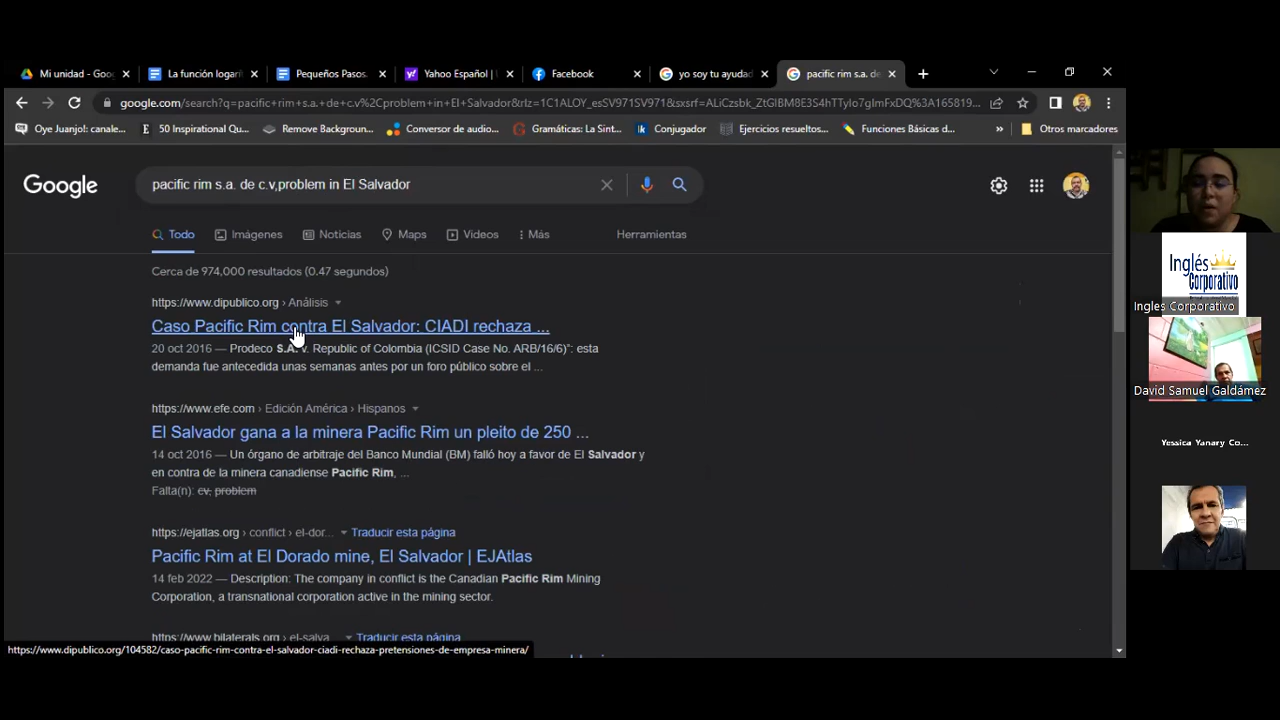 Mi unidad - Goo
La función logarit
Pequeños Pasos.
Yahoo Español |
Facebook
yo soy tu ayudad
pacific rim s.a. de
google.com/search?q=pacific+rim+s.a.+de+c.v%2Cproblem+in+El+Salvador&rlz=1C1ALOY_esSV971SV971&sxsrf=ALiCzsbk_ZtGlBM8E3S4hTTylo7glmFxDQ%3A165819...
Oye Juanjo!: canale...
50 Inspirational Qu...
Remove Backgroun...
Conversor de audio...
Gramáticas: La Sint...
Conjugador
Ejercicios resueltos...
Funciones Básicas d...
»
Otros marcadores
Google
pacific rim s.a. de c.v,problem in El Salvador
Todo
Imágenes
Noticias
Maps
Videos
Más
Herramientas
Cerca de 974,000 resultados (0.47 segundos)
https://www.dipublico.org › Análisis
Caso Pacific Rim contra El Salvador: CIADI rechaza ...
20 oct 2016 — Prodeco S.A. v. Republic of Colombia (ICSID Case No. ARB/16/6)": esta
demanda fue antecedida unas semanas antes por un foro público sobre el ...
https://www.efe.com › Edición América › Hispanos
El Salvador gana a la minera Pacific Rim un pleito de 250 ...
14 oct 2016 — Un órgano de arbitraje del Banco Mundial (BM) falló hoy a favor de El Salvador y
en contra de la minera canadiense Pacific Rim, ...
Falta(n): cv, problem
https://ejatlas.org › conflict › el-dor...
Traducir esta página
Pacific Rim at El Dorado mine, El Salvador | EJAtlas
14 feb 2022 — Description: The company in conflict is the Canadian Pacific Rim Mining
Corporation, a transnational corporation active in the mining sector.
https://www.bilaterals.org › el-salva...
Traducir esta página
https://www.dipublico.org/104582/caso-pacific-rim-contra-el-salvador-ciadi-rechaza-pretensiones-de-empresa-minera/
Inglés
Corporativo
Ingles Corporativo
David Samuel Galdámez
Yessica Yanary Co...